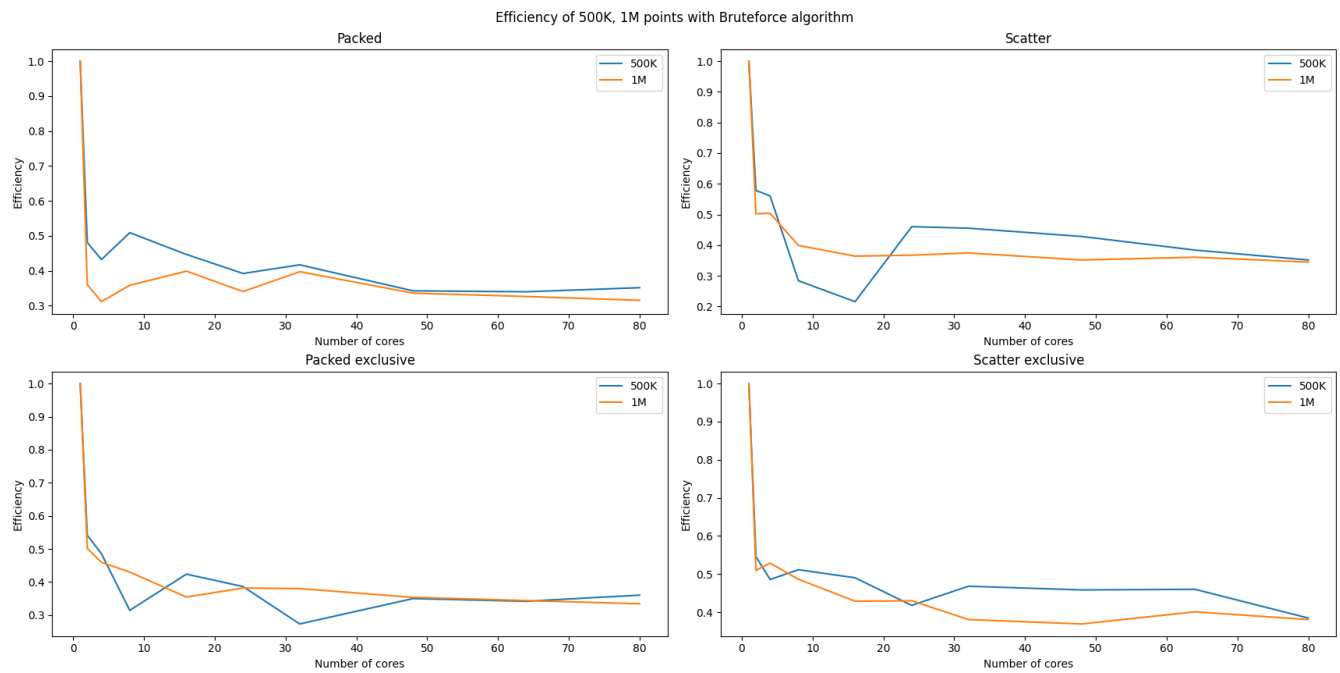 Efficiency of 500K, 1M points with Bruteforce algorithm
Packed
1.0
0.9
0.8
0.7
0.6
0.5
0.4
0.3
Efficiency
0 10 20 30 40 50 60 70 80
Number of cores
500K
1M
Scatter
1.0
0.9
0.8
0.7
0.6
0.5
0.4
0.3
0.2
Efficiency
0 10 20 30 40 50 60 70 80
Number of cores
500K
1M
Packed exclusive
1.0
0.9
0.8
0.7
0.6
0.5
0.4
0.3
Efficiency
0 10 20 30 40 50 60 70 80
Number of cores
500K
1M
Scatter exclusive
1.0
0.9
0.8
0.7
0.6
0.5
0.4
Efficiency
0 10 20 30 40 50 60 70 80
Number of cores
500K
1M